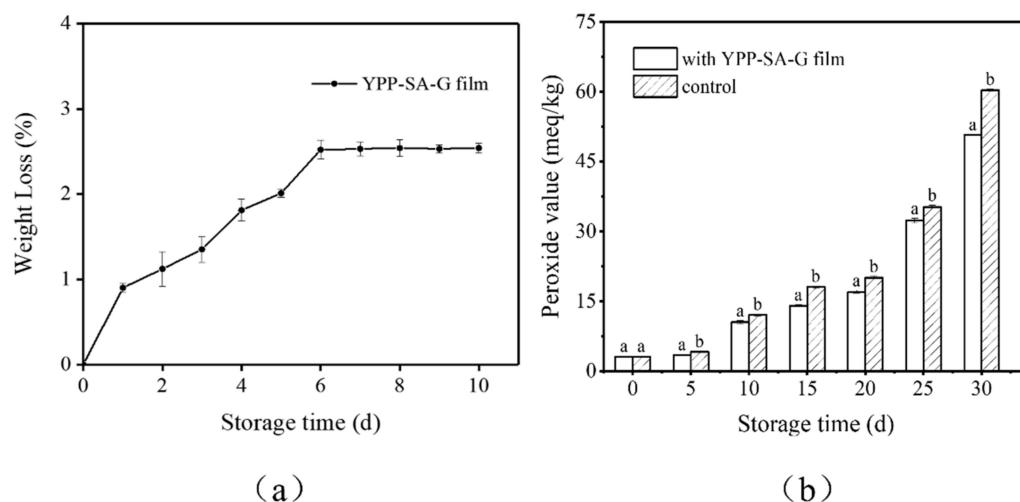 4
3
2
1
0
Weight Loss (%)
YPP-SA-G film
0 2 4 6 8 10
Storage time (d)
(a)
75
60
45
30
15
0
Peroxide value (meq/kg)
with YPP-SA-G film
control
a a
a b
a b
a b
a b
a b
a b
0 5 10 15 20 25 30
Storage time (d)
(b)